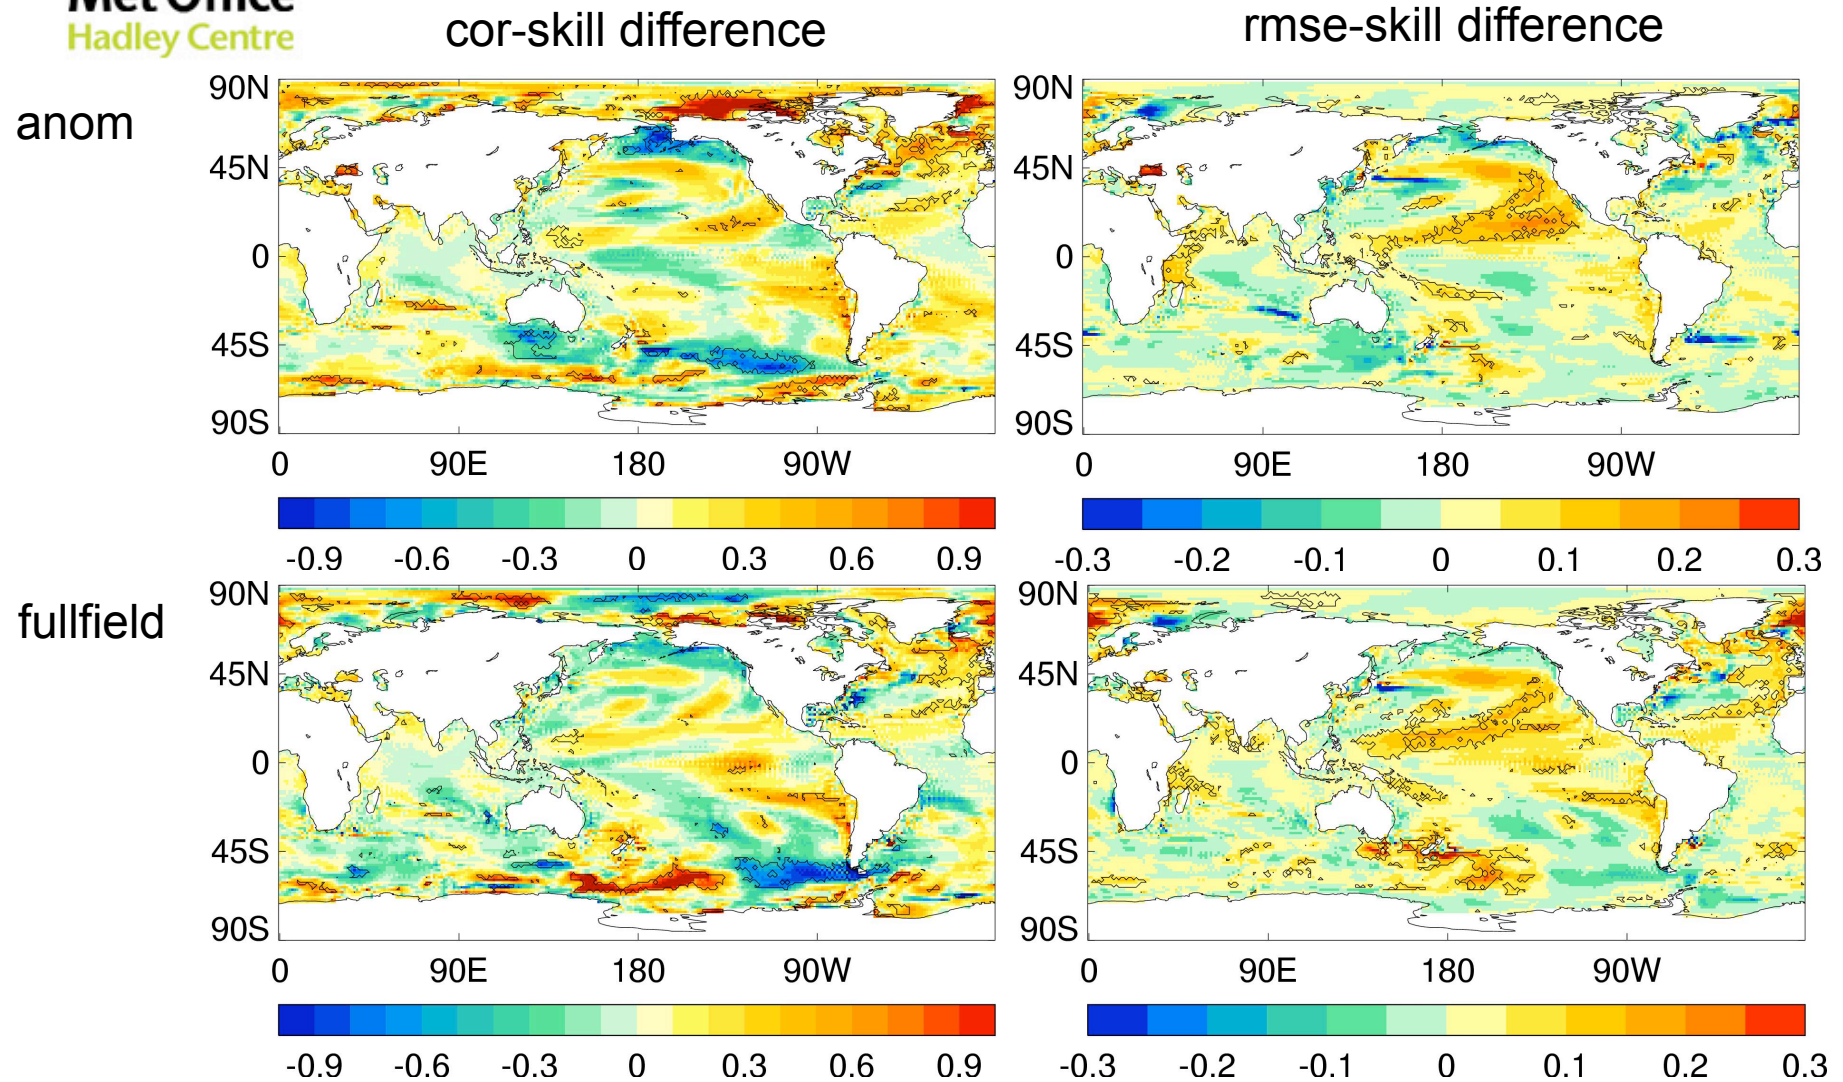 Met Office
Hadley Centre
cor-skill difference
rmse-skill difference
anom
90N
45N
0
45S
90S
0 90E 180 90W
-0.9 -0.6 -0.3 0 0.3 0.6 0.9
90N
45N
0
45S
90S
0 90E 180 90W
-0.3 -0.2 -0.1 0 0.1 0.2 0.3
fullfield
90N
45N
0
45S
90S
0 90E 180 90W
-0.9 -0.6 -0.3 0 0.3 0.6 0.9
90N
45N
0
45S
90S
0 90E 180 90W
-0.3 -0.2 -0.1 0 0.1 0.2 0.3